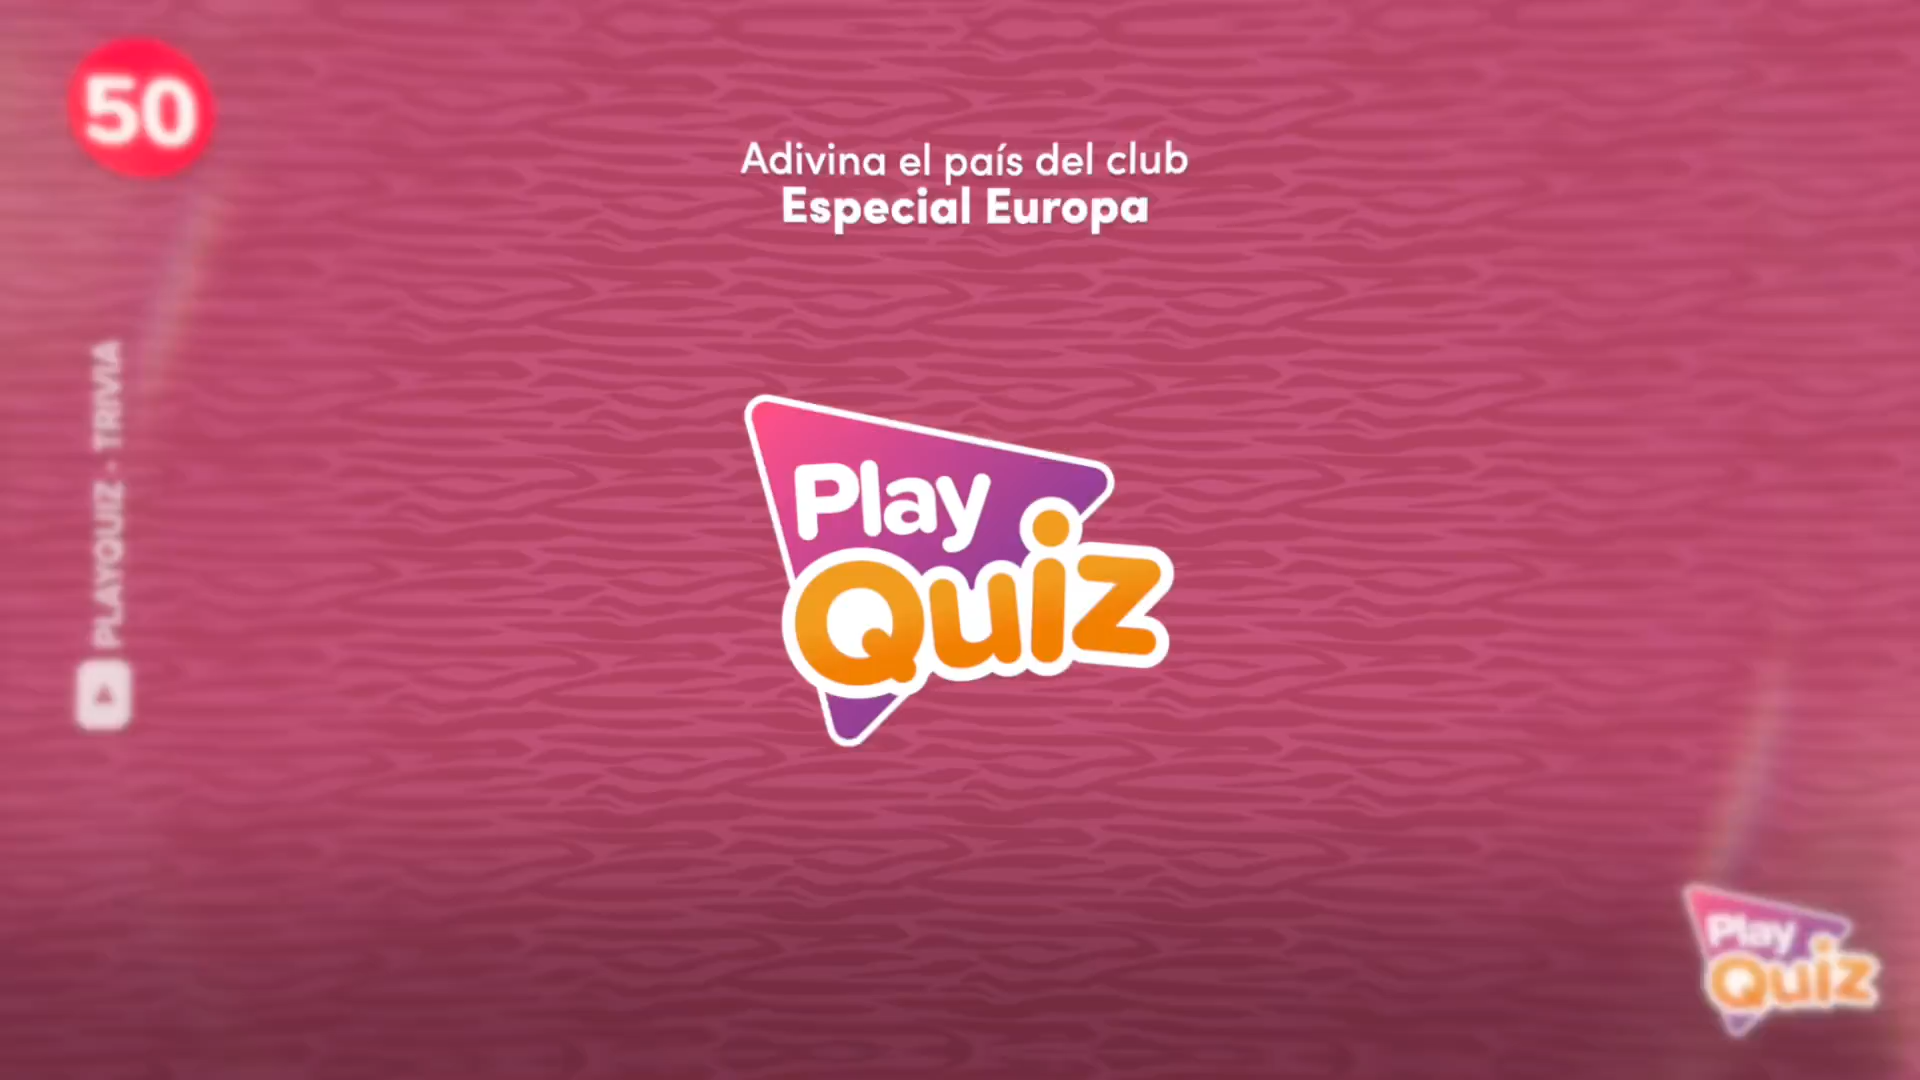 50
Adivina el país del club
Especial Europa
PLAYQUIZ - TRIVIA
Play
Quiz
Play
Quiz